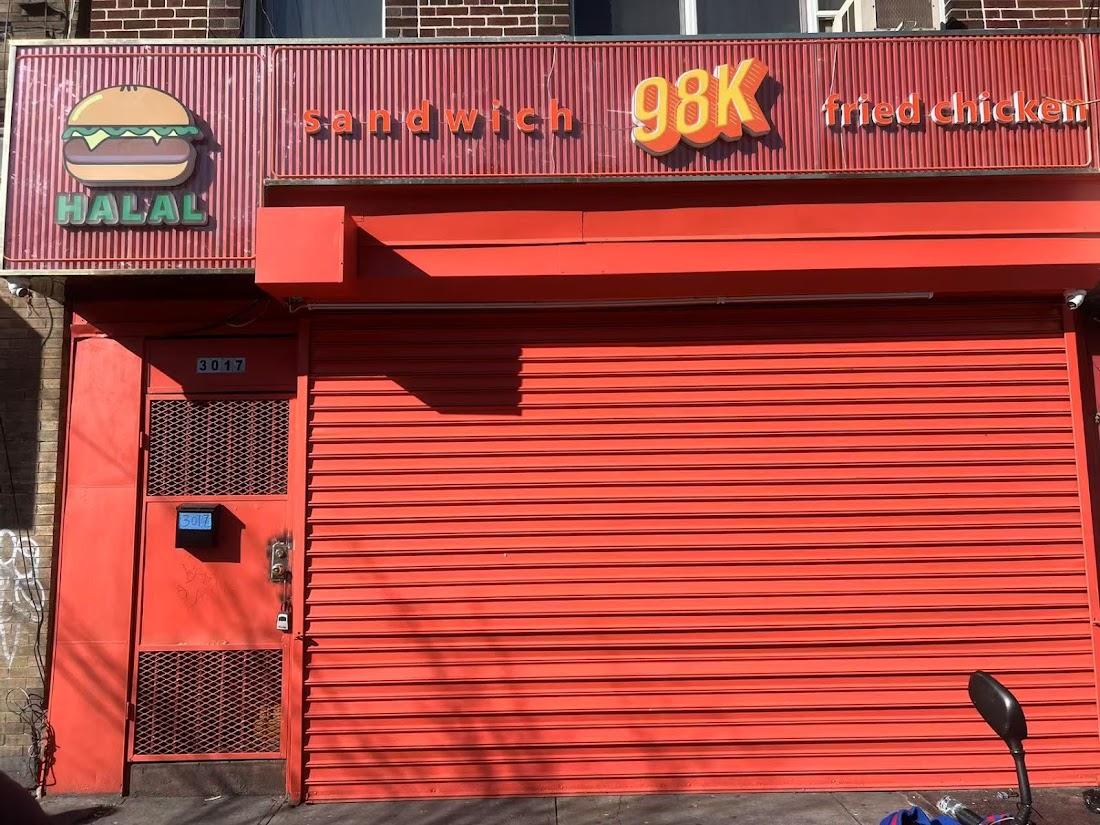 HALAL
sandwich
98K
fried chicken
3017
3017